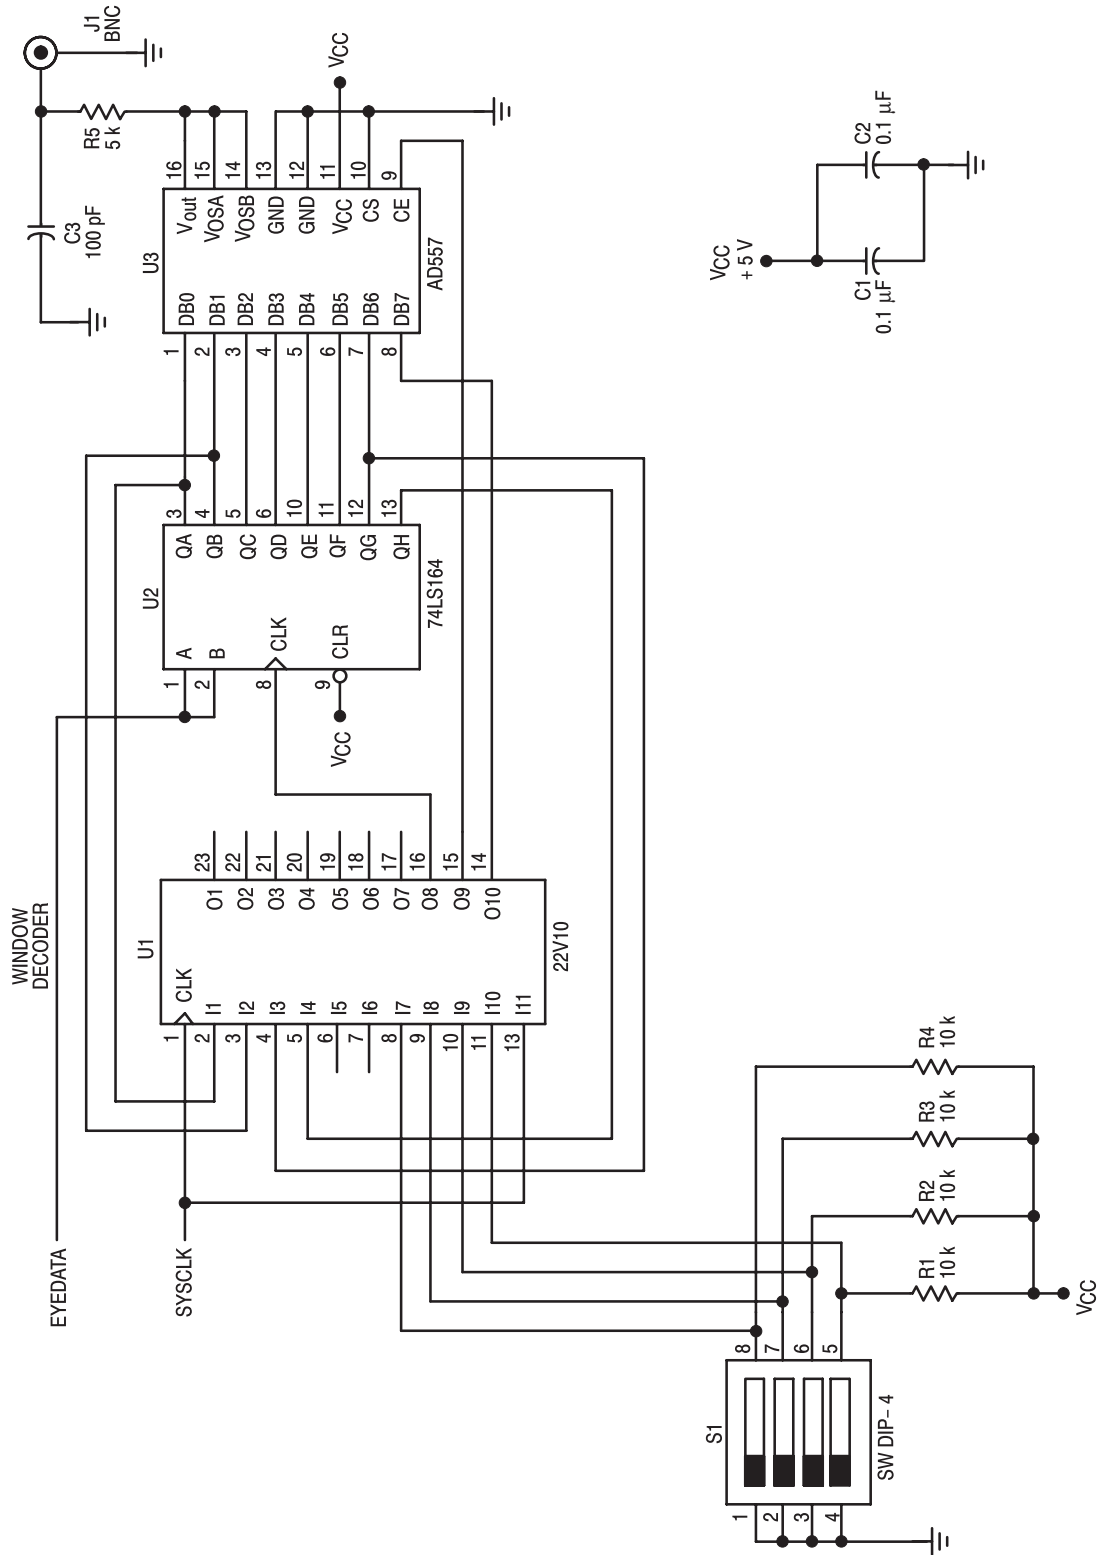 J1
BNC
C3
100 pF
R5
5 k
VCC
U3
16
15
14
13
12
11
10
9
Vout
VOSA
VOSB
GND
GND
VCC
CS
CE
DB0
DB1
DB2
DB3
DB4
DB5
DB6
DB7
AD557
1
2
3
4
5
6
7
8
U2
3
4
5
6
10
11
12
13
QA
QB
QC
QD
QE
QF
QG
QH
A
B
CLK
CLR
74LS164
1
2
8
9
VCC
WINDOW
DECODER
U1
23
22
21
20
19
18
17
16
15
14
O1
O2
O3
O4
O5
O6
O7
O8
O9
O10
CLK
I1
I2
I3
I4
I5
I6
I7
I8
I9
I10
I11
22V10
1
2
3
4
5
6
7
8
9
10
11
13
EYEDATA
SYSCLK
VCC
+ 5 V
C1
0.1 µF
C2
0.1 µF
R4
10 k
R3
10 k
R2
10 k
R1
10 k
VCC
S1
8
7
6
5
SW DIP– 4
1
2
3
4